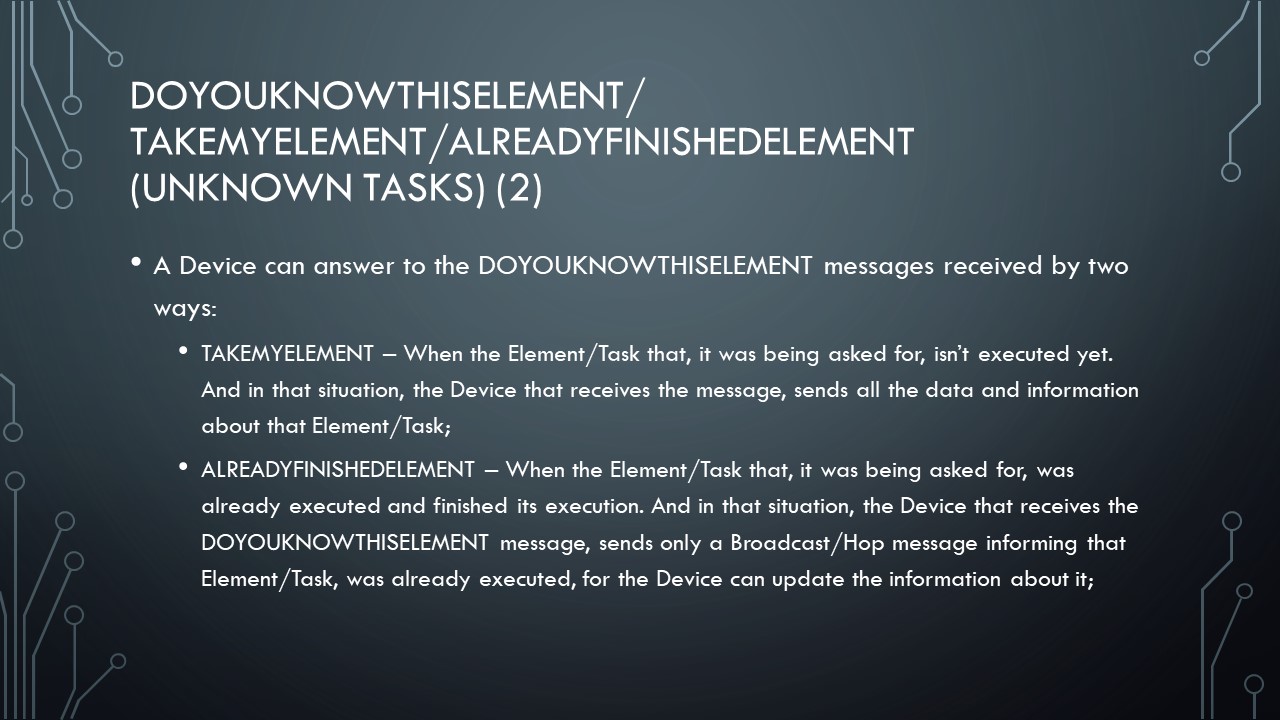 DOYOUKNOWTHISELEMENT/
TAKEMYELEMENT/ALREADYFINISHEDELEMENT
(UNKNOWN TASKS) (2)
• A Device can answer to the DOYOUKNOWTHISELEMENT messages received by two
ways:
• TAKEMYELEMENT – When the Element/Task that, it was being asked for, isn't executed yet.
And in that situation, the Device that receives the message, sends all the data and information
about that Element/Task;
• ALREADYFINISHEDELEMENT – When the Element/Task that, it was being asked for, was
already executed and finished its execution. And in that situation, the Device that receives the
DOYOUKNOWTHISELEMENT message, sends only a Broadcast/Hop message informing that
Element/Task, was already executed, for the Device can update the information about it;